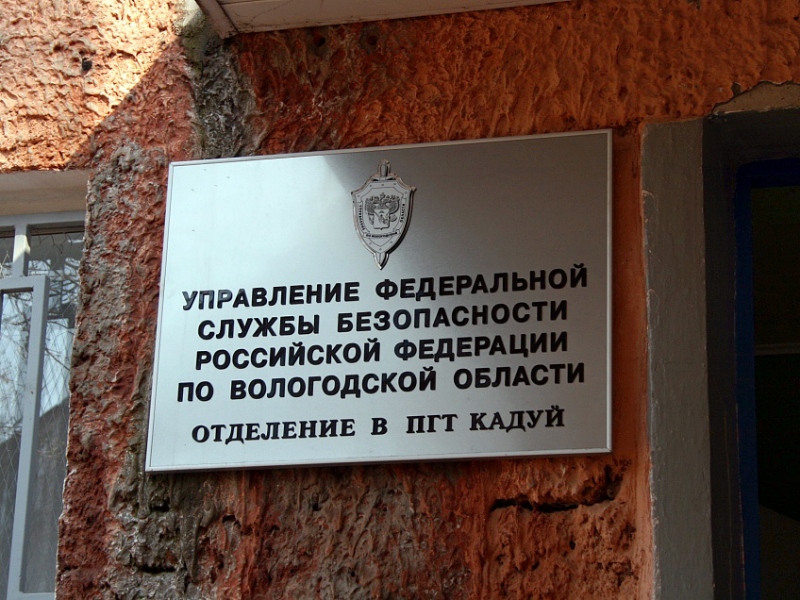 УПРАВЛЕНИЕ ФЕДЕРАЛЬНОЙ
СЛУЖБЫ БЕЗОПАСНОСТИ
РОССИЙСКОЙ ФЕДЕРАЦИИ
ПО ВОЛОГОДСКОЙ ОБЛАСТИ
ОТДЕЛЕНИЕ В ПГТ КАДУЙ